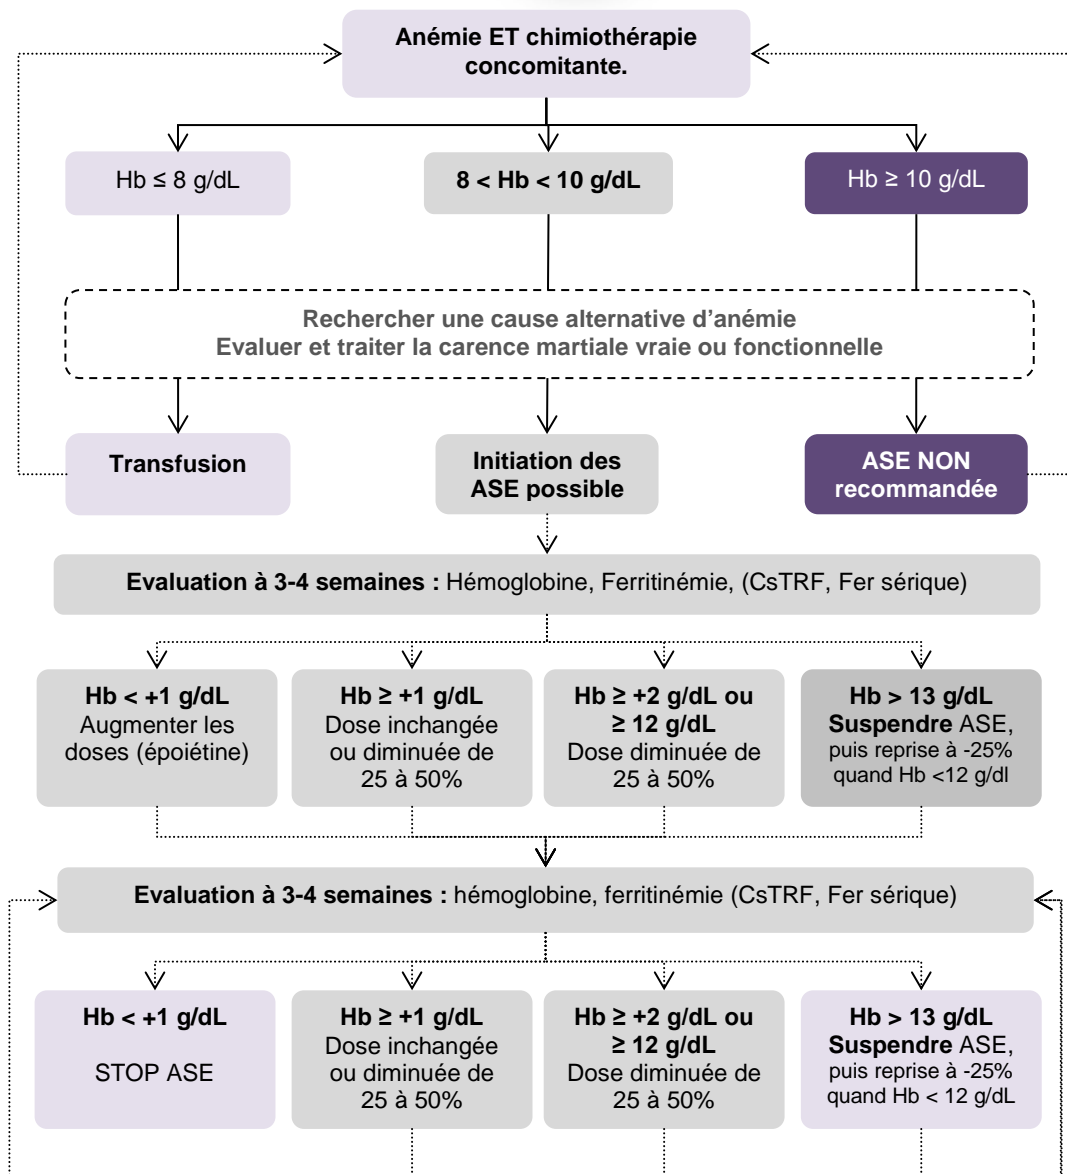 Anémie ET chimiothérapie
concomitante.
Hb ≤ 8 g/dL
8 < Hb < 10 g/dL
Hb ≥ 10 g/dL
Rechercher une cause alternative d'anémie
Evaluer et traiter la carence martiale vraie ou fonctionnelle
Transfusion
Initiation des
ASE possible
ASE NON
recommandée
Evaluation à 3-4 semaines : Hémoglobine, Ferritinémie, (CsTRF, Fer sérique)
Hb < +1 g/dL
Augmenter les
doses (époiétine)
Hb ≥ +1 g/dL
Dose inchangée
ou diminuée de
25 à 50%
Hb ≥ +2 g/dL ou
≥ 12 g/dL
Dose diminuée de
25 à 50%
Hb > 13 g/dL
Suspendre ASE,
puis reprise à -25%
quand Hb <12 g/dl
Evaluation à 3-4 semaines : hémoglobine, ferritinémie (CsTRF, Fer sérique)
Hb < +1 g/dL
STOP ASE
Hb ≥ +1 g/dL
Dose inchangée
ou diminuée de
25 à 50%
Hb ≥ +2 g/dL ou
≥ 12 g/dL
Dose diminuée de
25 à 50%
Hb > 13 g/dL
Suspendre ASE,
puis reprise à -25%
quand Hb < 12 g/dL